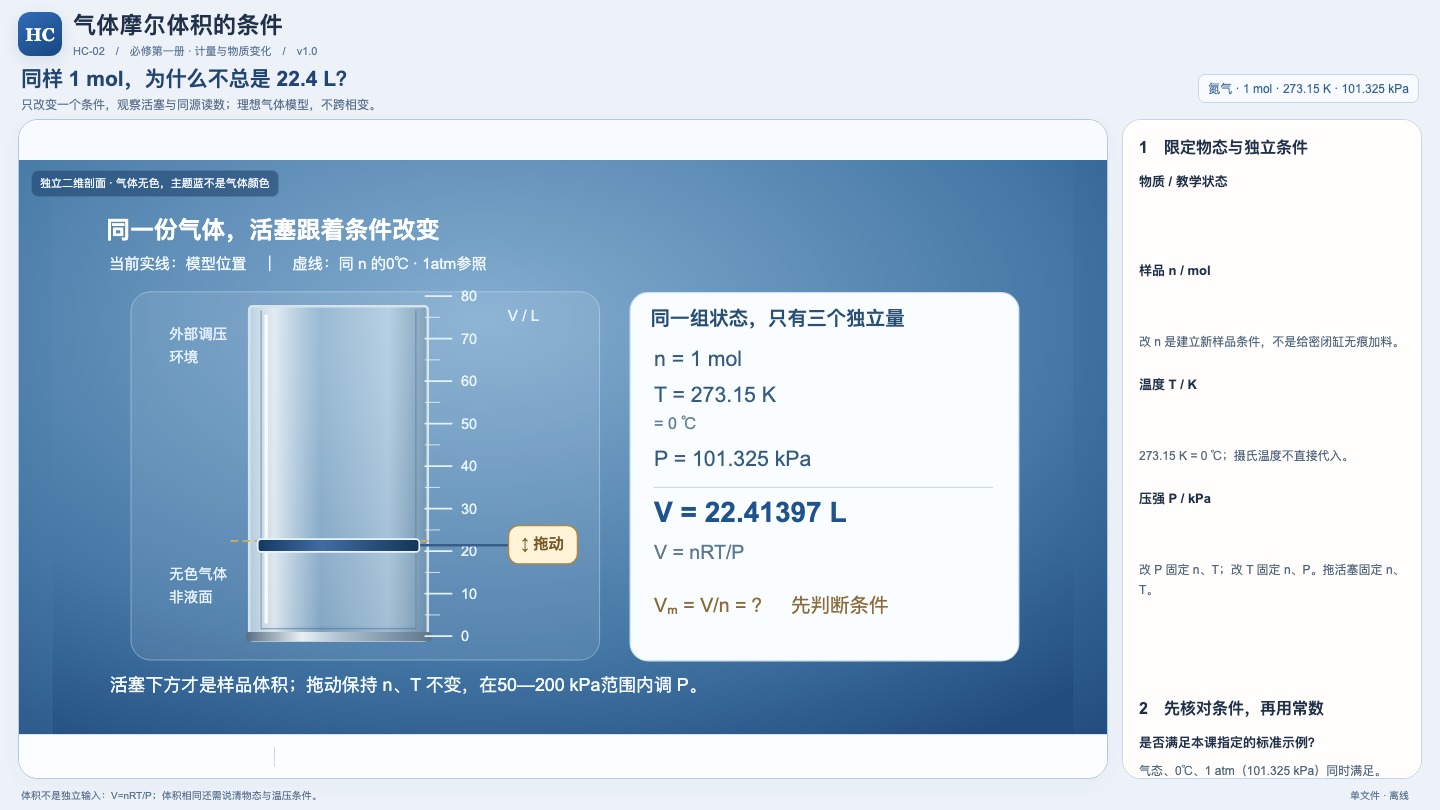 HC
气体摩尔体积的条件
HC-02 / 必修第一册 · 计量与物质变化 / v1.0
同样 1 mol，为什么不总是 22.4 L?
只改变一个条件，观察活塞与同源读数；理想气体模型，不跨相变。
氮气 · 1 mol · 273.15 K · 101.325 kPa
独立二维剖面 · 气体无色，主题蓝不是气体颜色
同一份气体，活塞跟着条件改变
当前实线：模型位置 | 虚线：同 n 的0℃ · 1atm参照
外部调压
环境
V / L
80
70
60
50
40
30
20
10
0
↕ 拖动
无色气体
非液面
同一组状态，只有三个独立量
n = 1 mol
T = 273.15 K
= 0 ℃
P = 101.325 kPa
V = 22.41397 L
V = nRT/P
Vₘ = V/n = ? 先判断条件
活塞下方才是样品体积；拖动保持 n、T 不变，在50—200 kPa范围内调 P。
1 限定物态与独立条件
物质 / 教学状态
样品 n / mol
改 n 是建立新样品条件，不是给密闭缸无痕加料。
温度 T / K
273.15 K = 0 ℃；摄氏温度不直接代入。
压强 P / kPa
改 P 固定 n、T；改 T 固定 n、P。拖活塞固定 n、
T。
2 先核对条件，再用常数
是否满足本课指定的标准示例?
气态、0℃、1 atm（101.325 kPa）同时满足。
体积不是独立输入：V=nRT/P；体积相同还需说清物态与温压条件。
单文件 · 离线